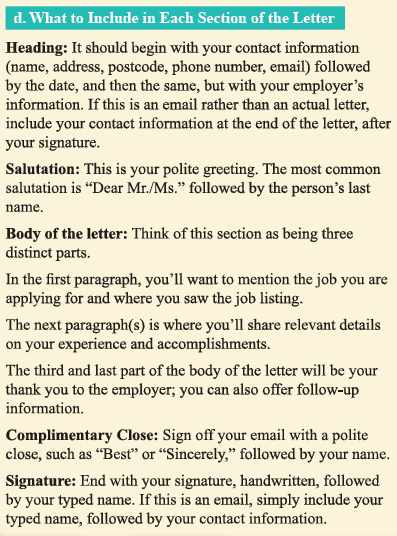 d. What to Include in Each Section of the Letter
Heading: It should begin with your contact information
(name, address, postcode, phone number, email) followed
by the date, and then the same, but with your employer's
information. If this is an email rather than an actual letter,
include your contact information at the end of the letter, after
your signature.
Salutation: This is your polite greeting. The most common
salutation is “Dear Mr./Ms.” followed by the person's last
name.
Body of the letter: Think of this section as being three
distinct parts.
In the first paragraph, you'll want to mention the job you are
applying for and where you saw the job listing.
The next paragraph(s) is where you'll share relevant details
on your experience and accomplishments.
The third and last part of the body of the letter will be your
thank you to the employer; you can also offer follow-up
information.
Complimentary Close: Sign off your email with a polite
close, such as “Best” or “Sincerely,” followed by your name.
Signature: End with your signature, handwritten, followed
by your typed name. If this is an email, simply include your
typed name, followed by your contact information.